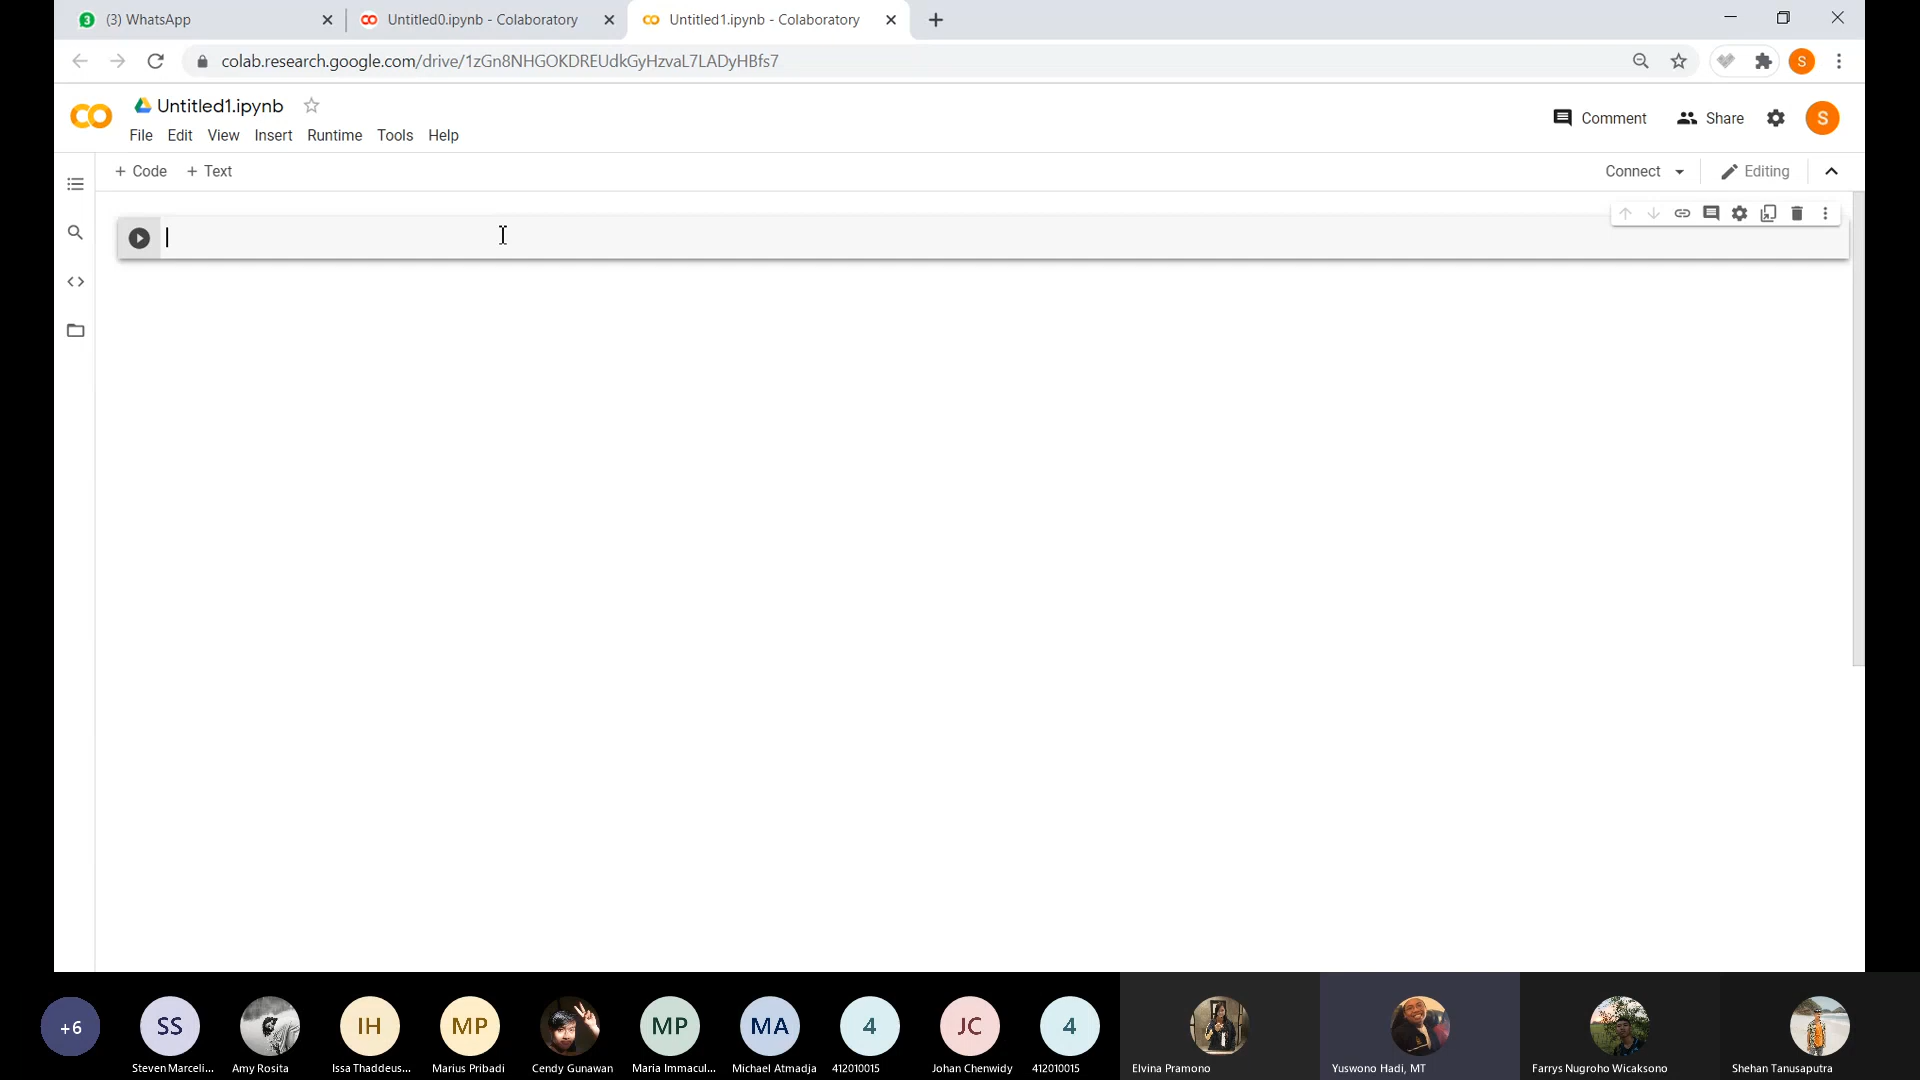 3 (3) WhatsApp
Untitled0.ipynb - Colaboratory
Untitled1.ipynb - Colaboratory
colab.research.google.com/drive/1zGn8NHGOKDREUdkGyHzvaL7LADyHBfs7
S
Untitled1.ipynb
File Edit View Insert Runtime Tools Help
Comment Share S
+ Code + Text
Connect Editing
+6 SS IH MP MP MA 4 JC 4
Steven Marceli... Amy Rosita Issa Thaddeus... Marius Pribadi Cendy Gunawan Maria Immacul... Michael Atmadja 412010015 Johan Chenwidy 412010015 Elvina Pramono Yuswono Hadi, MT Farrys Nugroho Wicaksono Shehan Tanusaputra